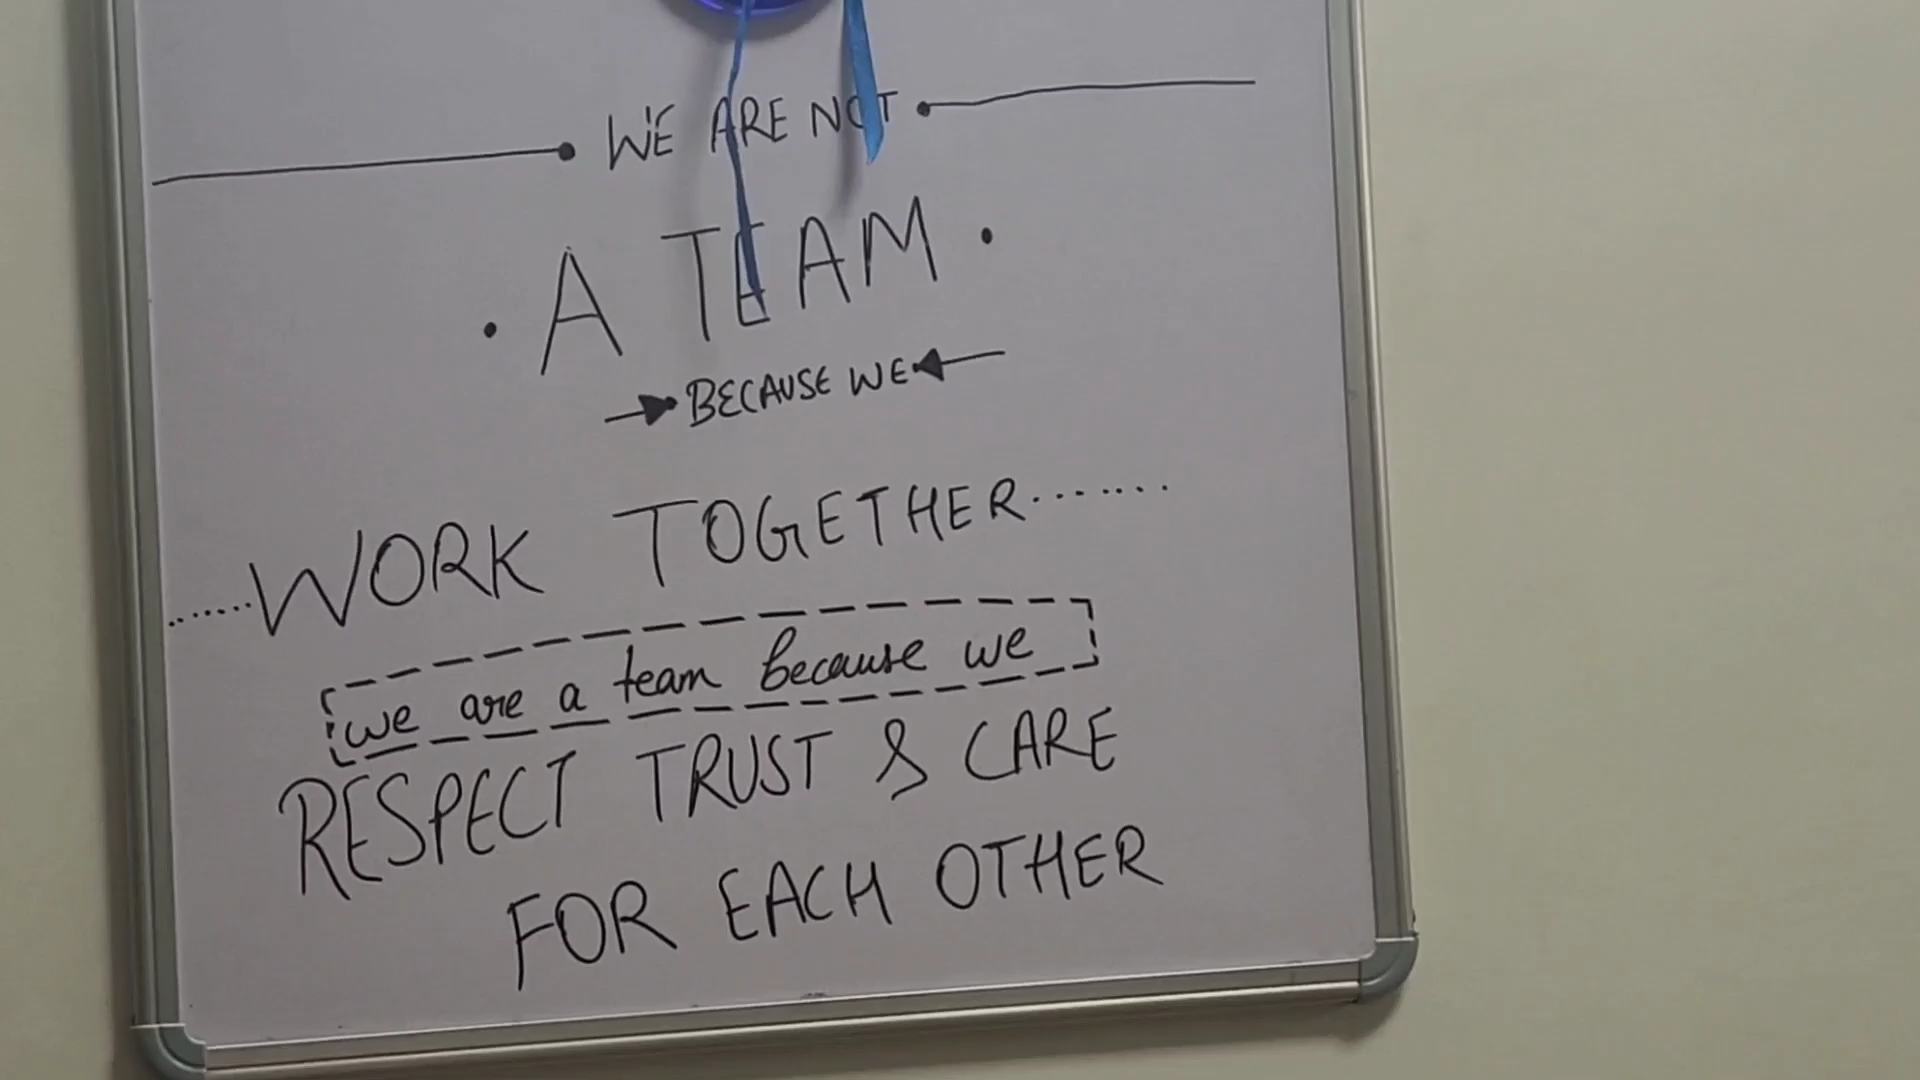 WE ARE NOT
A TEAM
BECAUSE WE
WORK TOGETHER
we are a team because we
RESPECT TRUST & CARE
FOR EACH OTHER